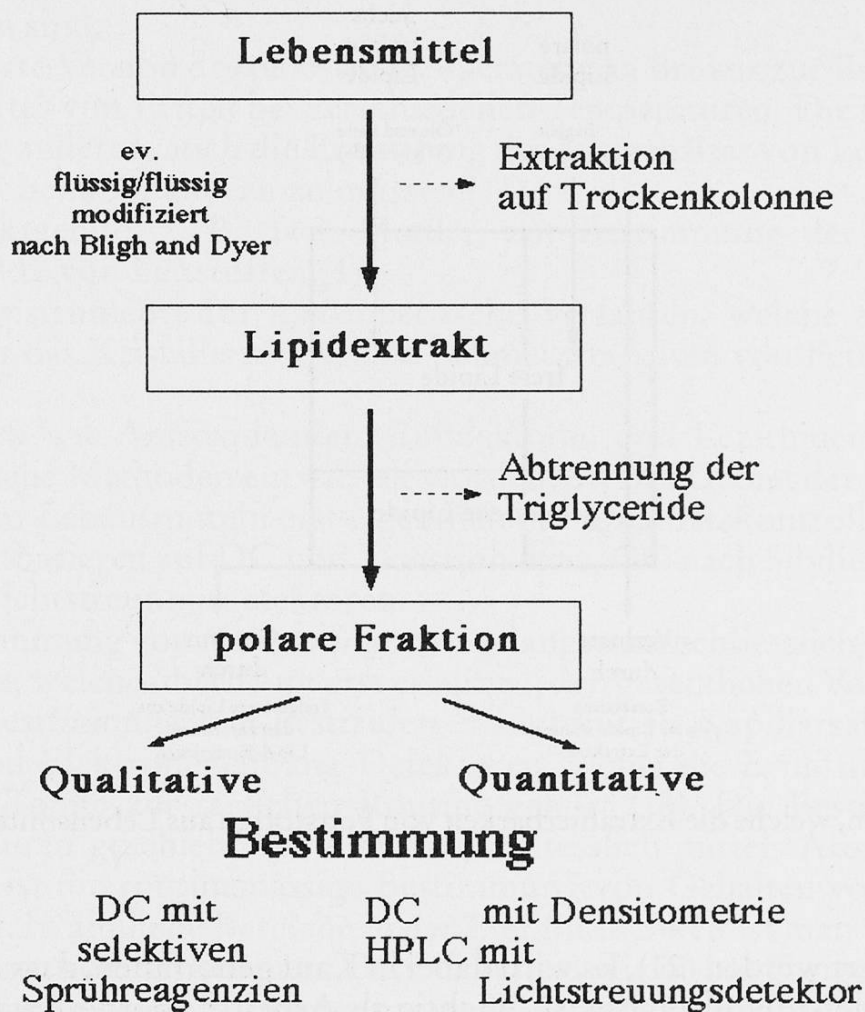 Lebensmittel
ev.
flüssig/flüssig
modifiziert
nach Bligh and Dyer
Extraktion
auf Trockenkolonne
Lipidextrakt
Abtrennung der
Triglyceride
polare Fraktion
Qualitative
Quantitative
Bestimmung
DC mit
selektiven
Sprühreagenzien
DC mit Densitometrie
HPLC mit
Lichtstreuungsdetektor